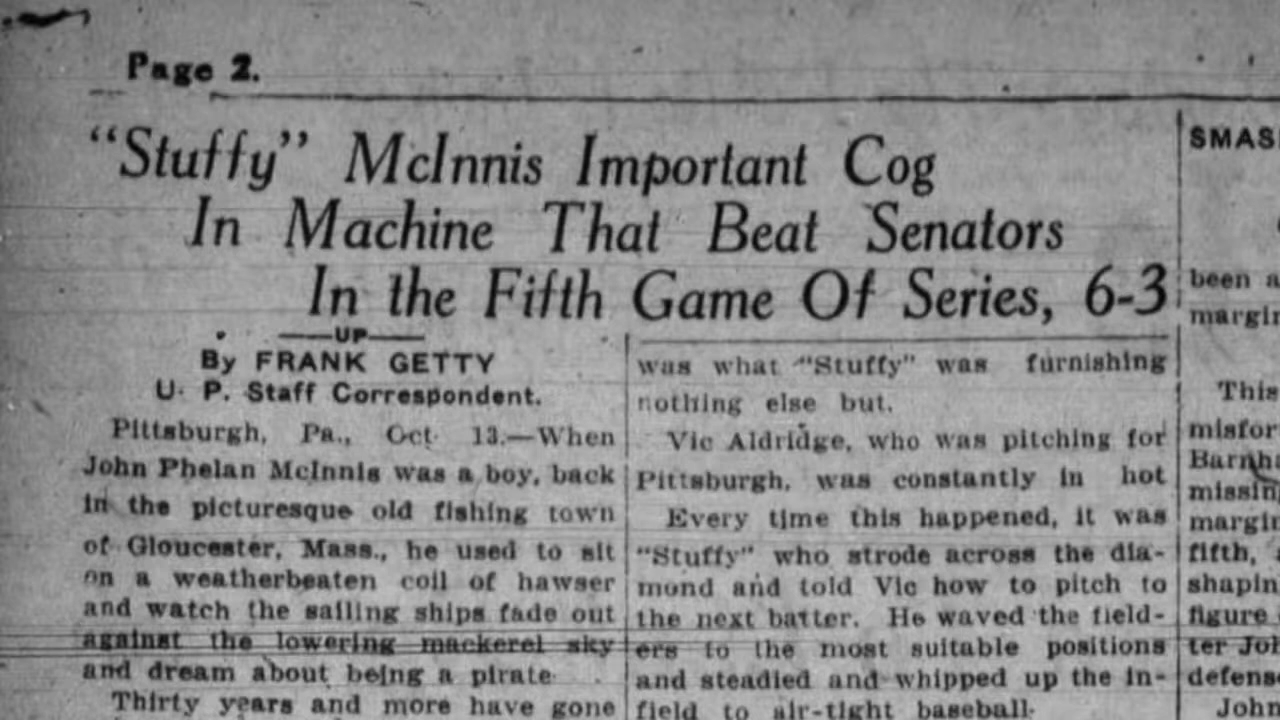 Page 2.
"Stuffy" McInnis Important Cog
In Machine That Beat Senators
In the Fifth Game Of Series, 6-3
UP
By FRANK GETTY
U. P. Staff Correspondent.
Pittsburgh, Pa., Oct. 13.—When
John Phelan McInnis was a boy, back
in the picturesque old fishing town
of Gloucester, Mass., he used to sit
on a weatherbeaten coil of hawser
and watch the sailing ships fade out
against the lowering mackerel sky
and dream about being a pirate
Thirty years and more have gone
was what "Stuffy" was furnishing
nothing else but.
Vic Aldridge, who was pitching for
Pittsburgh, was constantly in hot
Every time this happened, it was
"Stuffy" who strode across the dia-
mond and told Vic how to pitch to
the next batter. He waved the field-
ers to the most suitable positions
and steadied and whipped up the in-
field to air-tight baseball.
SMAS
been a
margin
This
misfor
Barnha
missin
margin
fifth,
shapin
figure
ter Joh
defense
John